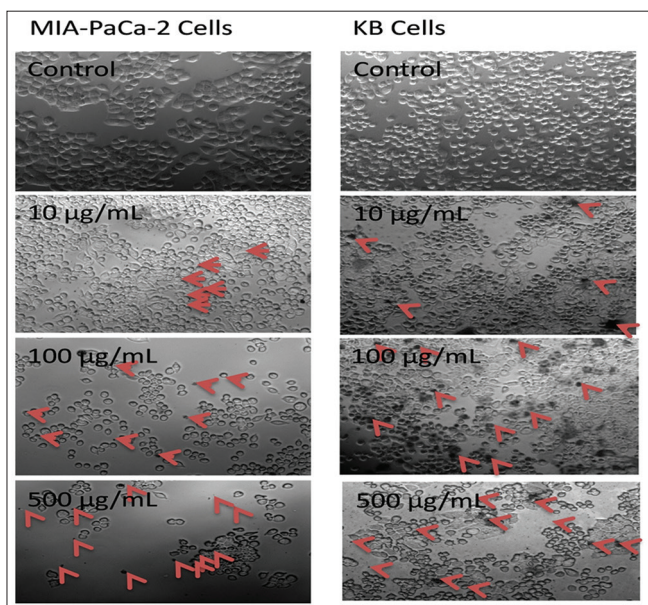 MIA-PaCa-2 Cells
Control
10 µg/mL
100 µg/mL
500 µg/mL
KB Cells
Control
10 µg/mL
100 µg/mL
500 µg/mL